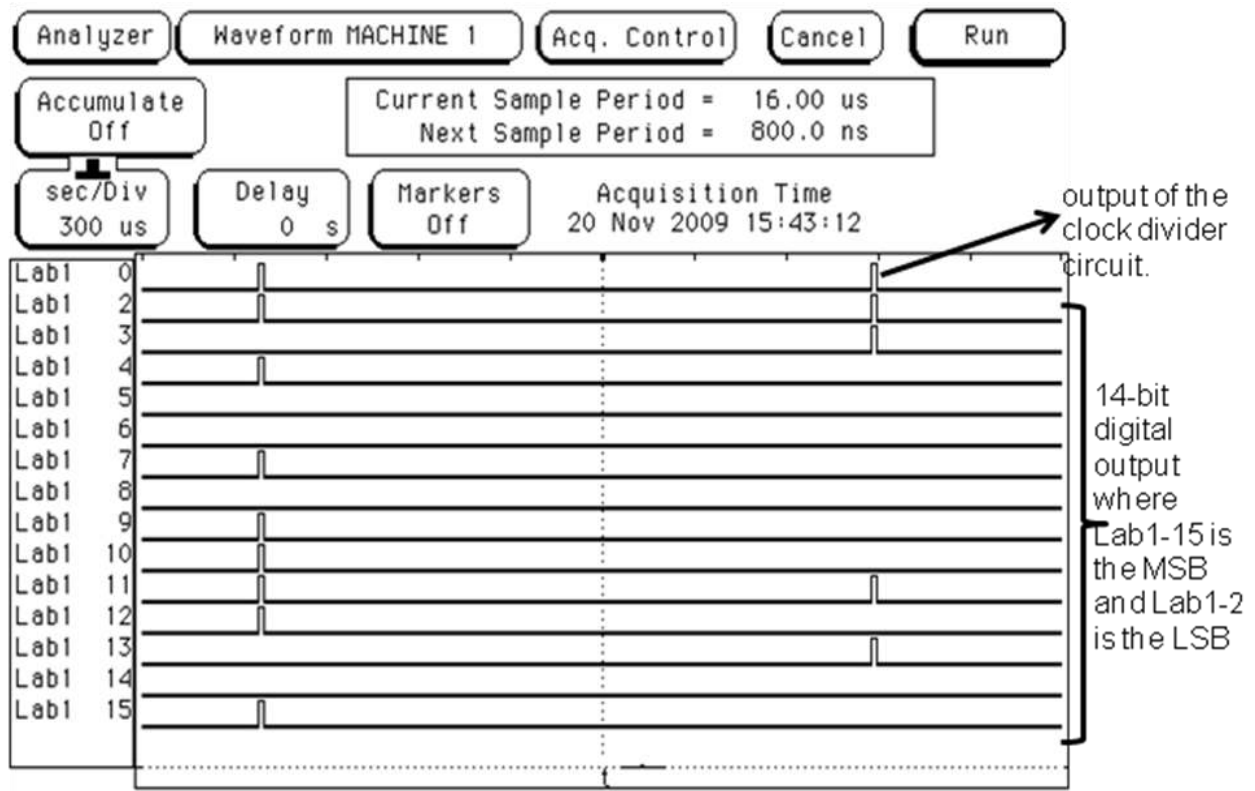 Analyzer
Waveform MACHINE 1
Acq. Control
Cancel
Run
Accumulate
Off
Current Sample Period = 16.00 us
Next Sample Period = 800.0 ns
sec/Div
300 us
Delay
0 s
Markers
Off
Acquisition Time
20 Nov 2009 15:43:12
output of the
clock divider
circuit.
Lab1 0
Lab1 2
Lab1 3
Lab1 4
Lab1 5
Lab1 6
Lab1 7
Lab1 8
Lab1 9
Lab1 10
Lab1 11
Lab1 12
Lab1 13
Lab1 14
Lab1 15
14-bit
digital
output
where
Lab1-15 is
the MSB
and Lab1-2
is the LSB
t